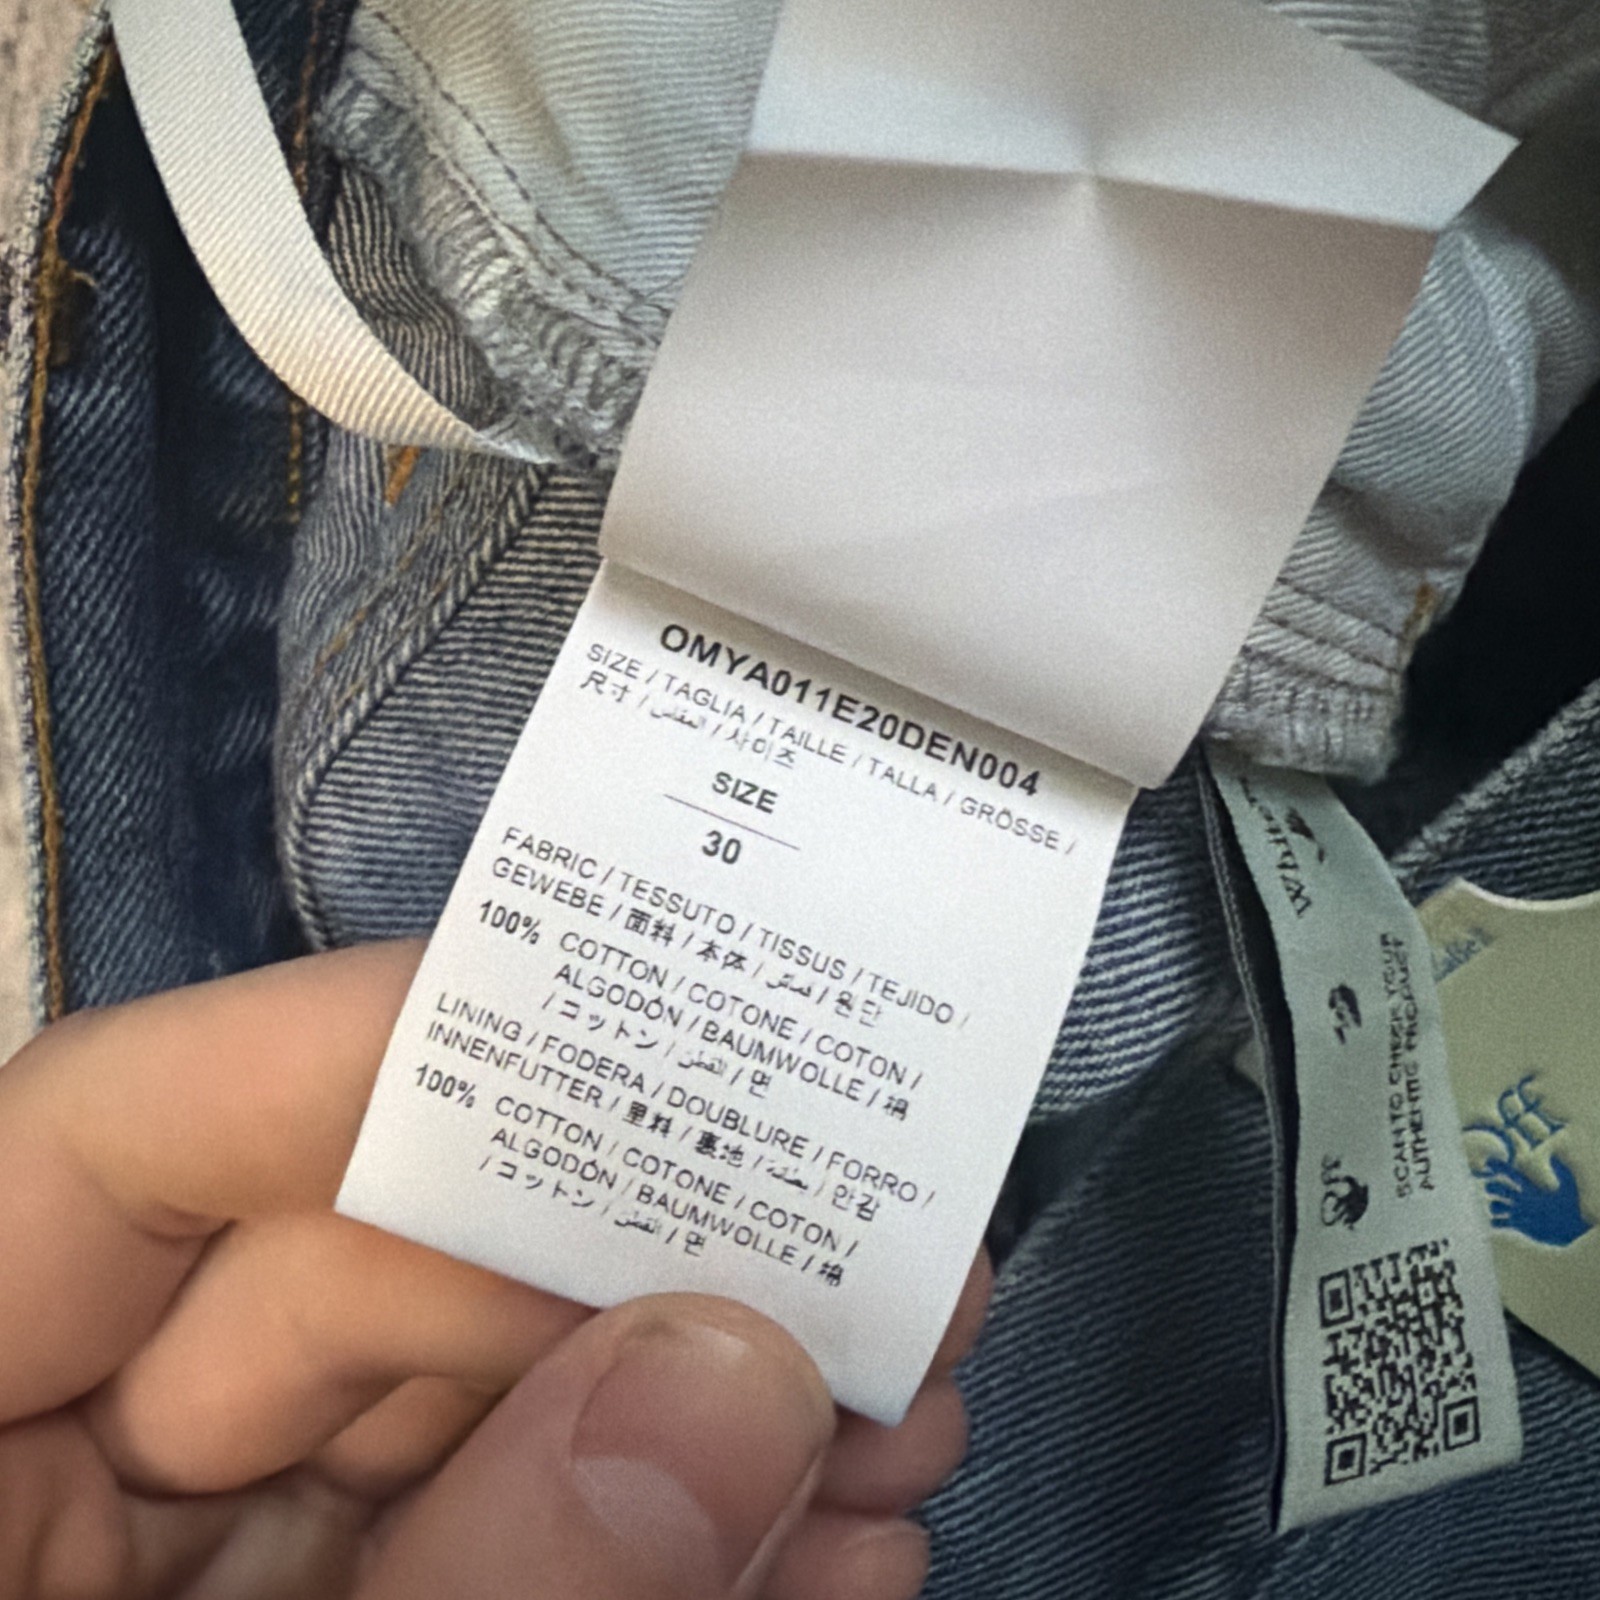 OMYA011E20DEN004
SIZE / TAGLIA / TAILLE / TALLA / GRÖSSE /
尺寸 / المقاس / 사이즈
SIZE
30
FABRIC / TESSUTO / TISSUS / TEJIDO /
GEWEBE / 面料 / 本体 / قماش / 원단
100% COTTON / COTONE / COTON /
ALGODÓN / BAUMWOLLE / 棉
/ コットン / القطن / 면
LINING / FODERA / DOUBLURE / FORRO /
INNENFUTTER / 里料 / 裏地 / بطانة / 안감
100% COTTON / COTONE / COTON /
ALGODÓN / BAUMWOLLE / 棉
/ コットン / القطن / 면
Off
SCAN TO CHECK YOUR
AUTHENTIC PRODUCT
Off